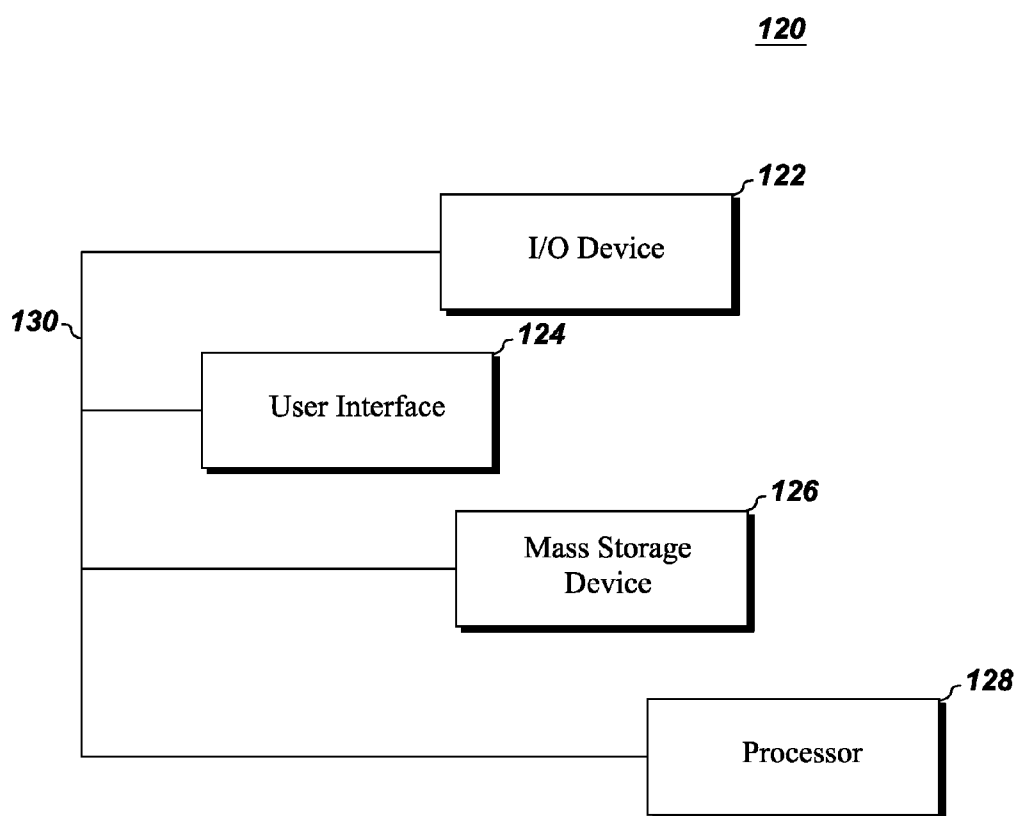 120
122
I/O Device
130
124
User Interface
126
Mass Storage
Device
128
Processor